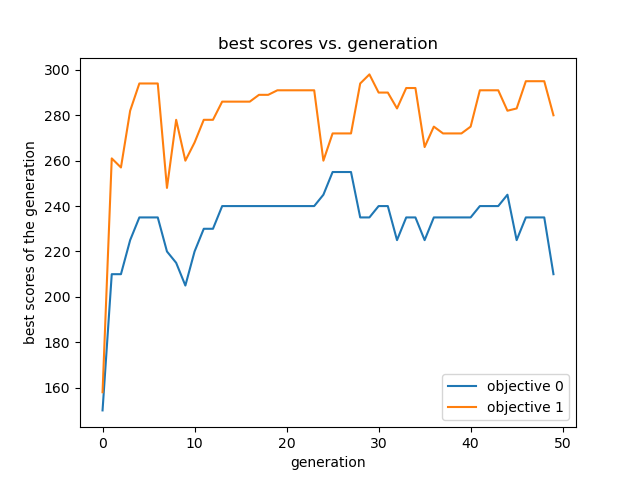 best scores vs. generation
best scores of the generation
300
280
260
240
220
200
180
160
0
10
20
30
40
50
generation
objective 0
objective 1